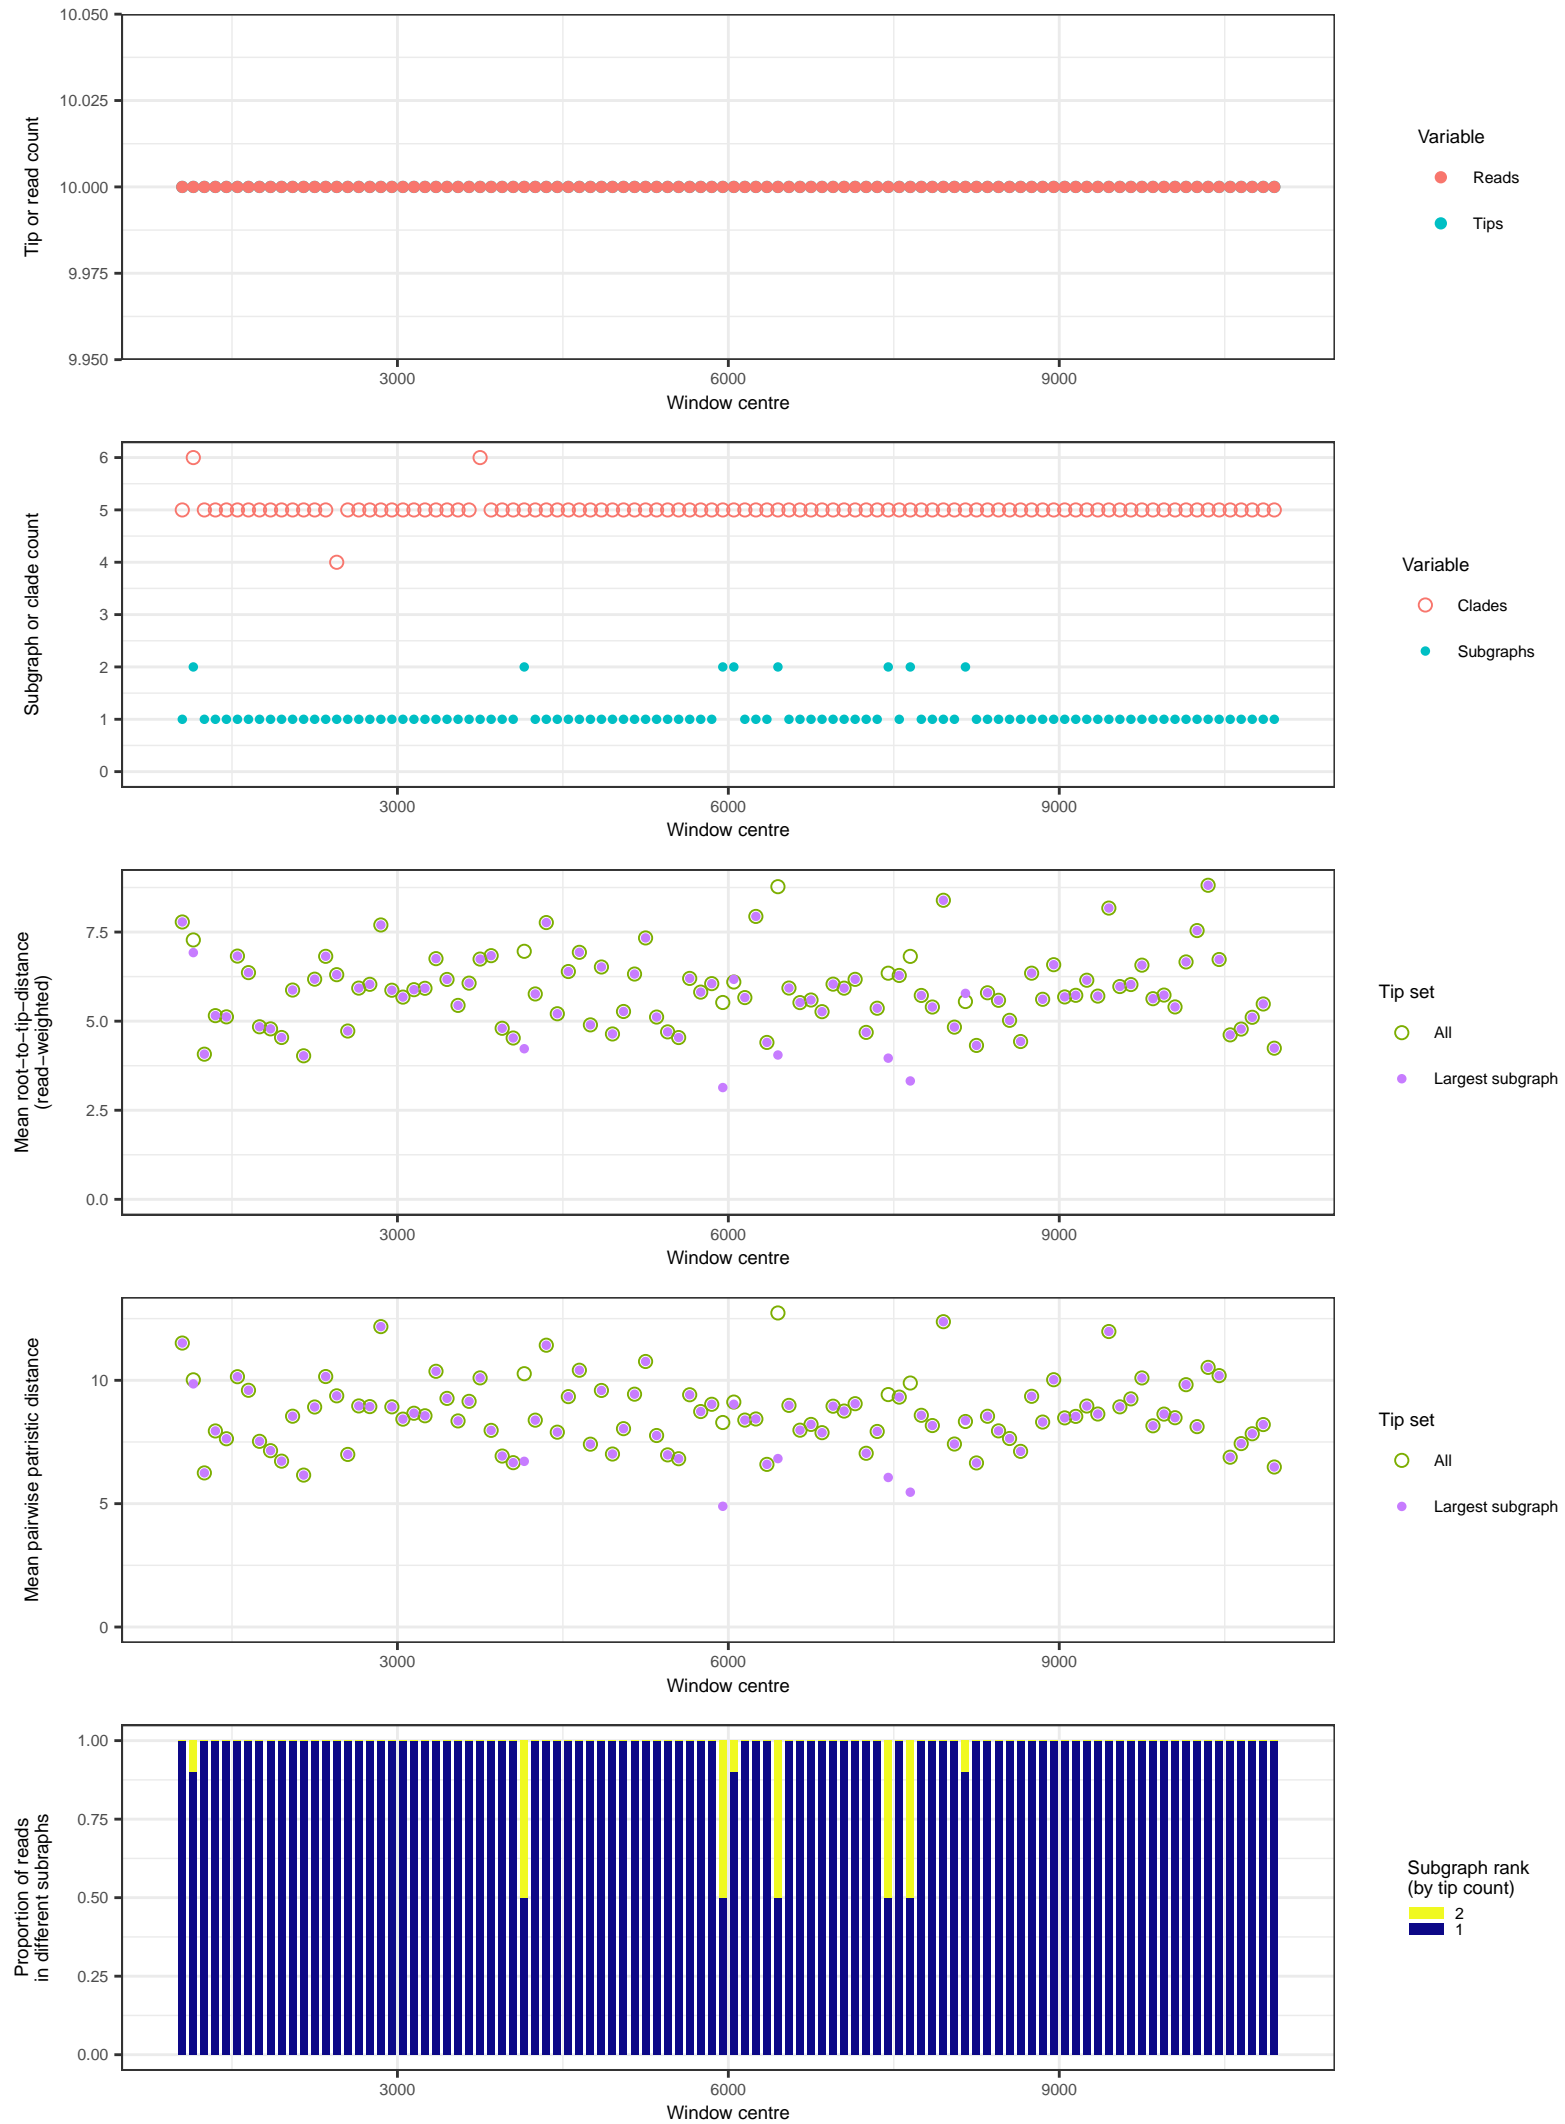 10.050
10.025
10.000
9.975
9.950
Tip or read count
3000 6000 9000
Window centre
Variable
Reads
Tips
6
5
4
3
2
1
0
Subgraph or clade count
3000 6000 9000
Window centre
Variable
Clades
Subgraphs
7.5
5.0
2.5
0.0
Mean root−to−tip−distance
(read−weighted)
3000 6000 9000
Window centre
Tip set
All
Largest subgraph
10
5
0
Mean pairwise patristic distance
3000 6000 9000
Window centre
Tip set
All
Largest subgraph
1.00
0.75
0.50
0.25
0.00
Proportion of reads
in different subraphs
3000 6000 9000
Window centre
Subgraph rank
(by tip count)
2
1